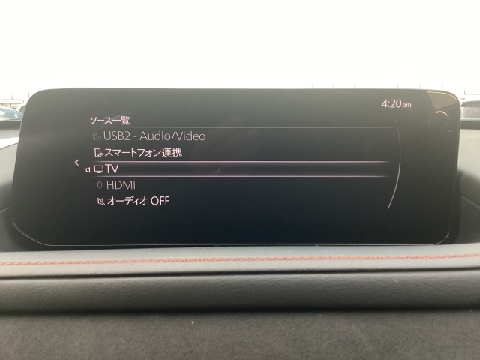 4:20am
ソース一覧
USB2 - Audio/Video
スマートフォン連携
TV
HDMI
オーディオ OFF